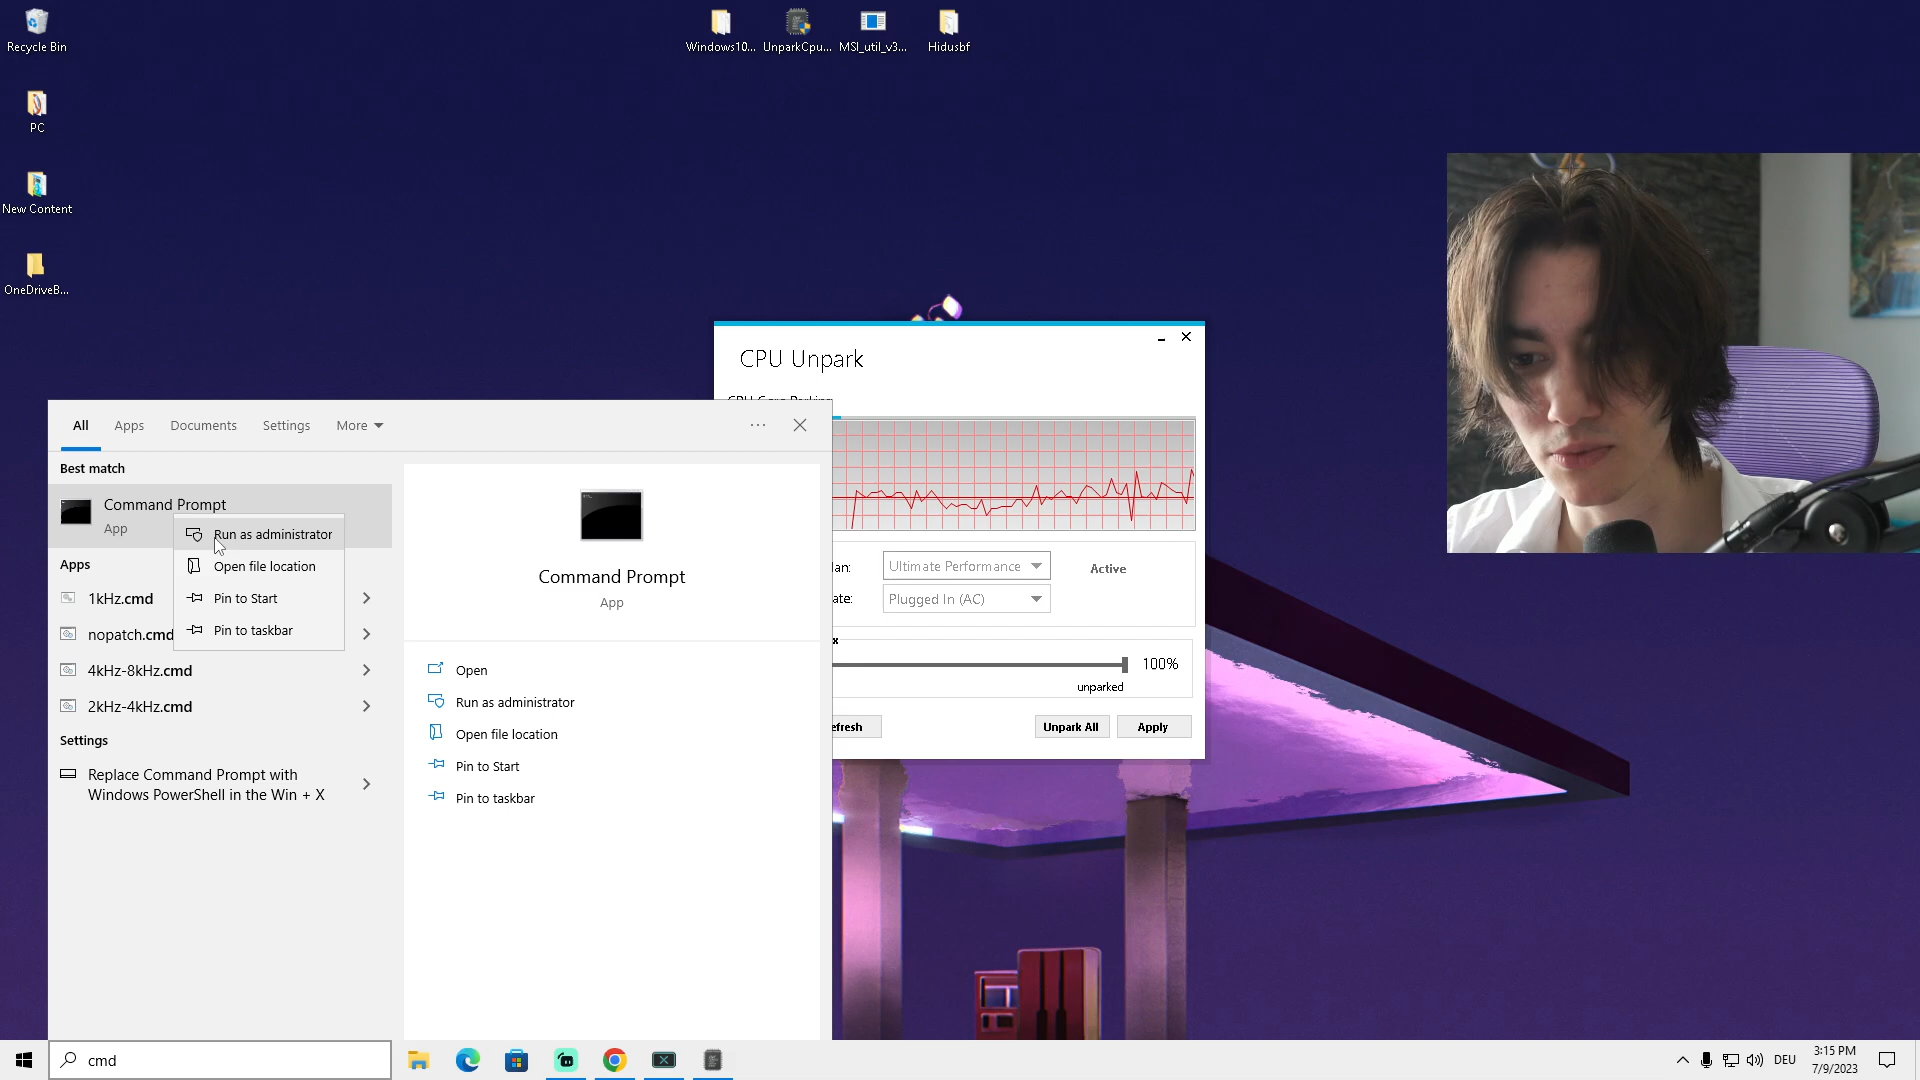 Recycle Bin
PC
New Content
OneDriveB...
Windows10...
UnparkCpu...
MSI_util_v3...
Hidusbf
CPU Unpark
Ultimate Performance
Active
Plugged In (AC)
100%
unparked
Unpark All
Apply
All
Apps
Documents
Settings
More
Best match
Command Prompt
App
Run as administrator
Open file location
Pin to Start
Pin to taskbar
Apps
1kHz.cmd
nopatch.cmd
4kHz-8kHz.cmd
2kHz-4kHz.cmd
Settings
Replace Command Prompt with
Windows PowerShell in the Win + X
Command Prompt
App
Open
Run as administrator
Open file location
Pin to Start
Pin to taskbar
cmd
DEU
3:15 PM
7/9/2023